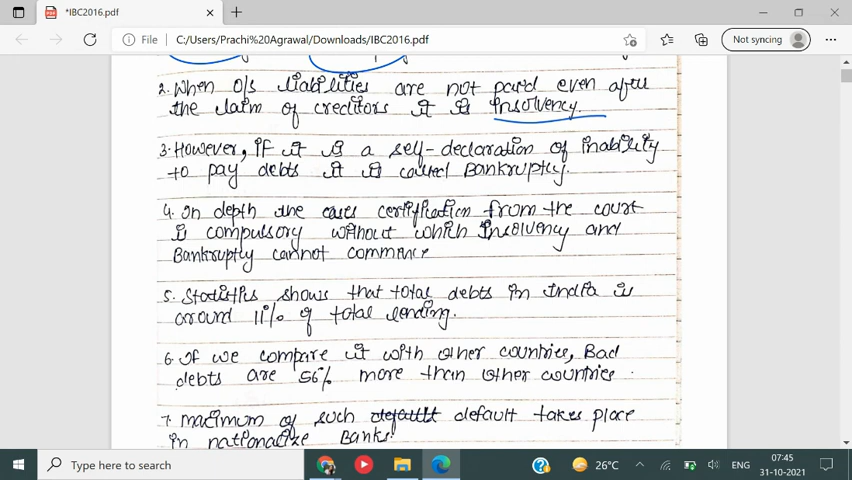 *IBC2016.pdf
File C:/Users/Prachi%20Agrawal/Downloads/IBC2016.pdf Not syncing
2. When O/S liabilities are not paid even after
the claim of creditors it is Insolvency.
3. However, if it is a self-declaration of inability
to pay debts it is called Bankruptcy.
4. In depth the cases certification from the court
is compulsory without which Insolvency and
Bankruptcy cannot commence
5. Statistics shows that total debts in India is
around 11% of total lending.
6. If we compare it with other countries, Bad
debts are 56% more than other countries.
7. Maximum of such default default takes place
in nationalize Banks.
Type here to search 26°C ENG 07:45
31-10-2021